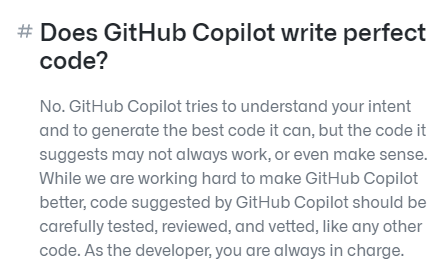 # Does GitHub Copilot write perfect
code?
No. GitHub Copilot tries to understand your intent
and to generate the best code it can, but the code it
suggests may not always work, or even make sense.
While we are working hard to make GitHub Copilot
better, code suggested by GitHub Copilot should be
carefully tested, reviewed, and vetted, like any other
code. As the developer, you are always in charge.